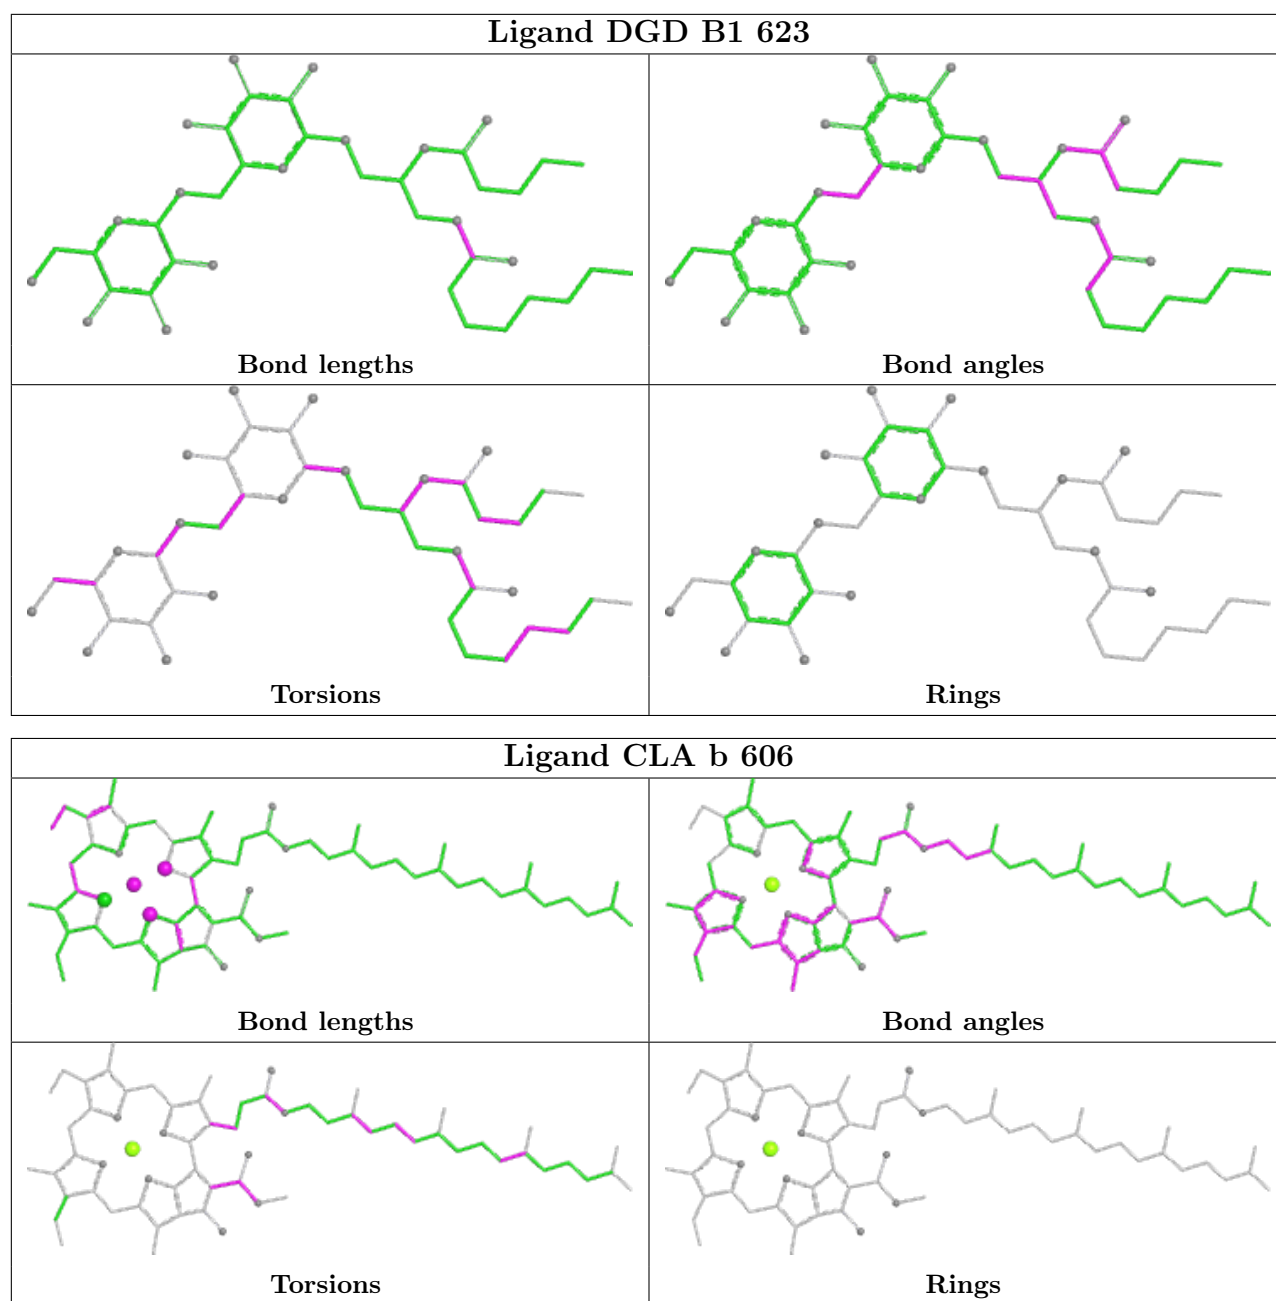 Ligand DGD B1 623
Bond lengths
Bond angles
Torsions
Rings
Ligand CLA b 606
Bond lengths
Bond angles
Torsions
Rings